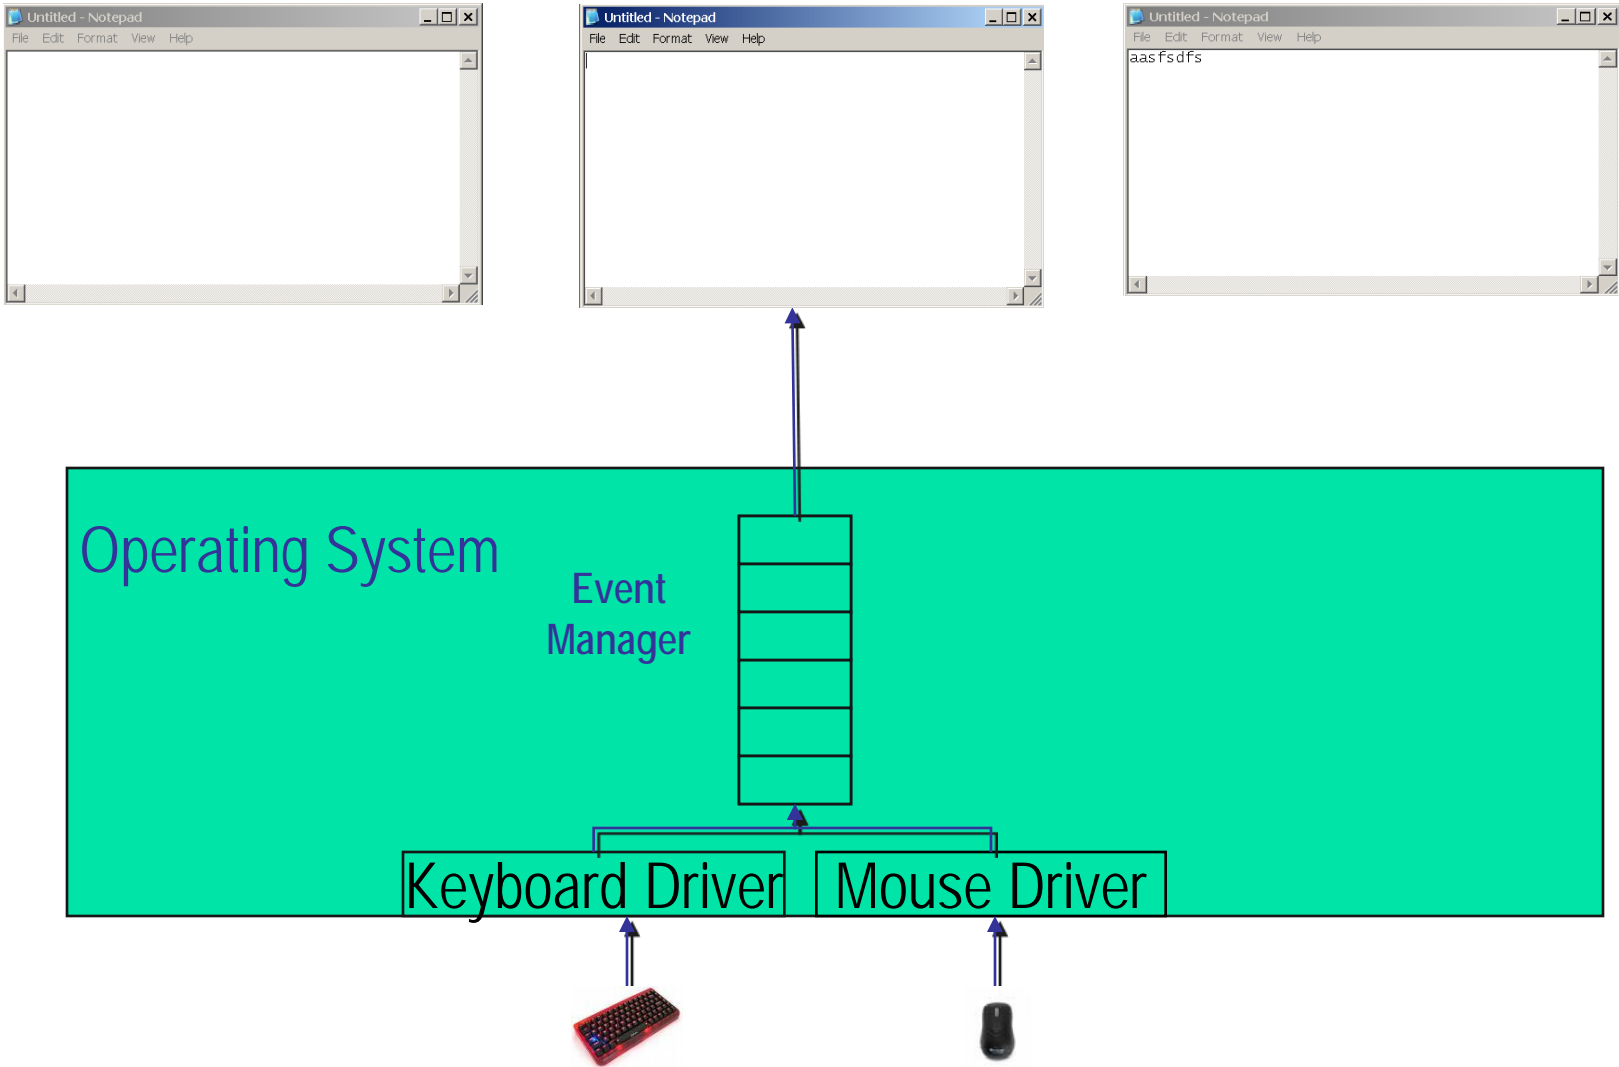 Untitled - Notepad
File Edit Format View Help
Untitled - Notepad
File Edit Format View Help
Untitled - Notepad
File Edit Format View Help
aasfsdfs
Operating System
Event
Manager
Keyboard Driver
Mouse Driver